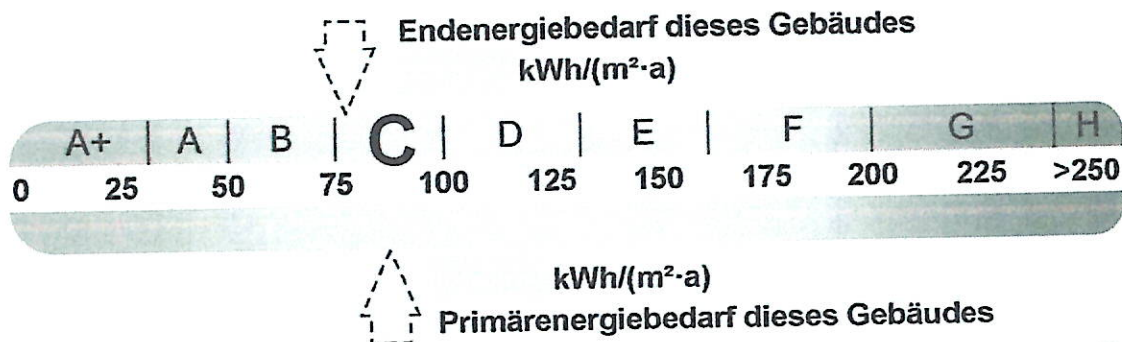 Endenergiebedarf dieses Gebäudes
kWh/(m²·a)
A+ A B C D E F G H
0 25 50 75 100 125 150 175 200 225 >250
kWh/(m²·a)
Primärenergiebedarf dieses Gebäudes